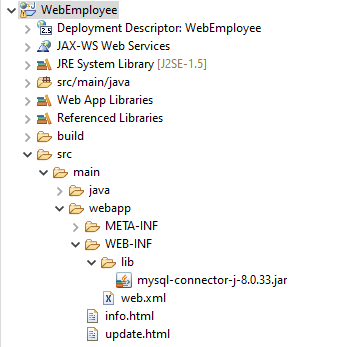 WebEmployee
2.5 Deployment Descriptor: WebEmployee
JAX-WS Web Services
JRE System Library [J2SE-1.5]
src/main/java
Web App Libraries
Referenced Libraries
build
src
main
java
webapp
META-INF
WEB-INF
lib
mysql-connector-j-8.0.33.jar
X web.xml
info.html
update.html